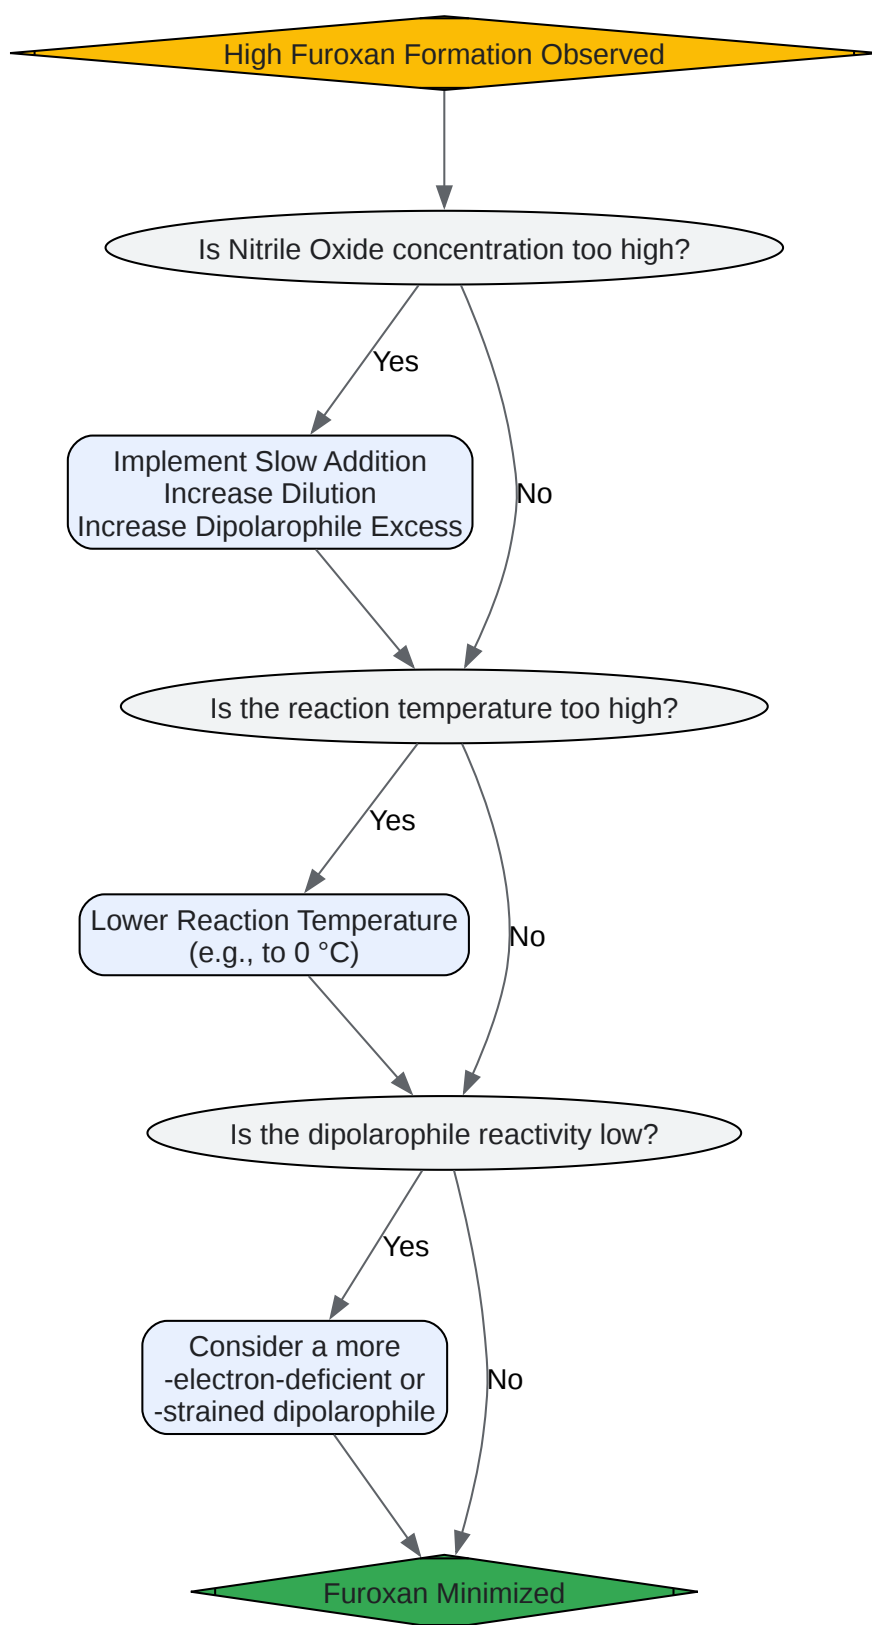 High Furoxan Formation Observed
Is Nitrile Oxide concentration too high?
Yes
Implement Slow Addition
Increase Dilution
Increase Dipolarophile Excess
No
Is the reaction temperature too high?
Yes
Lower Reaction Temperature
(e.g., to 0 °C)
No
Is the dipolarophile reactivity low?
Yes
Consider a more
-electron-deficient or
-strained dipolarophile
No
Furoxan Minimized